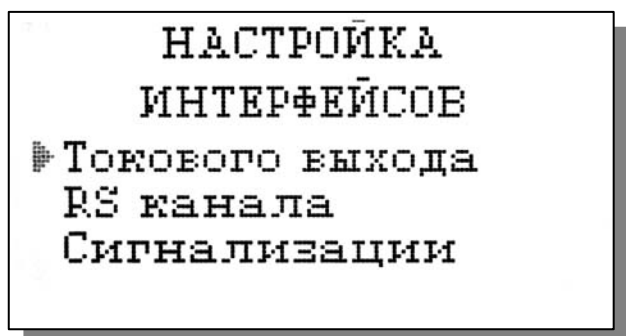 НАСТРОЙКА
ИНТЕРФЕЙСОВ
Токового выхода
RS канала
Сигнализации